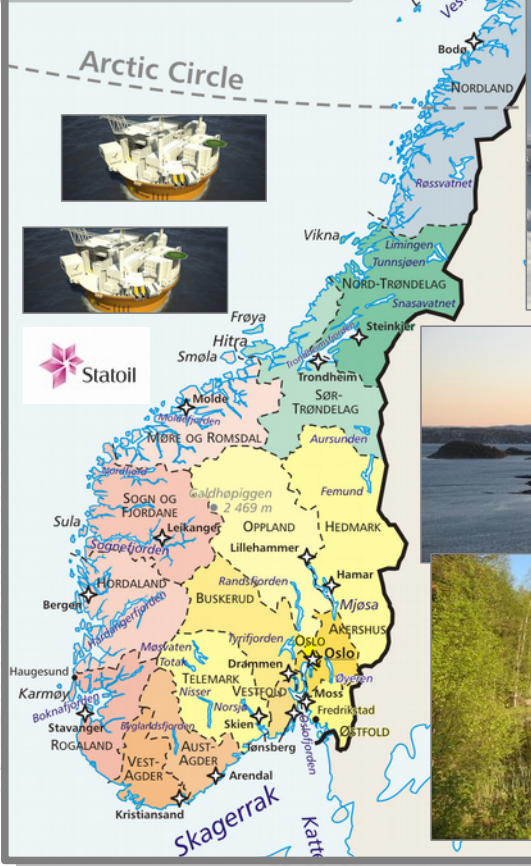 Vest
Bodø
Arctic Circle
NORDLAND
Røssvatnet
Vikna
Limingen
Tunnsjøen
NORD-TRØNDELAG
Snasavatnet
Frøya
Steinkjer
Hitra
Trondheimsfjorden
Smøla
Trondheim
Statoil
SØR-
TRØNDELAG
Molde
Moldefjorden
MØRE OG ROMSDAL
Aursunden
Nordfjord
Galdhøpiggen
2 469 m
Femund
SOGN OG
FJORDANE
Sula
Leikanger
OPPLAND
HEDMARK
Sognefjorden
Lillehammer
HORDALAND
Randsfjorden
Hamar
Bergen
BUSKERUD
Mjøsa
Hardangerfjorden
Tyrifjorden
AKERSHUS
OSLO
Oslo
Møsvaten
Totak
Haugesund
Drammen
TELEMARK
Øyeren
Karmøy
Nisser
VESTFOLD
Moss
Boknafjorden
Norsjø
Fredrikstad
Stavanger
Byglandsfjorden
Skien
ØSTFOLD
ROGALAND
Tønsberg
Oslofjorden
AUST-
AGDER
VEST-
AGDER
Arendal
Kristiansand
Skagerrak
Katte